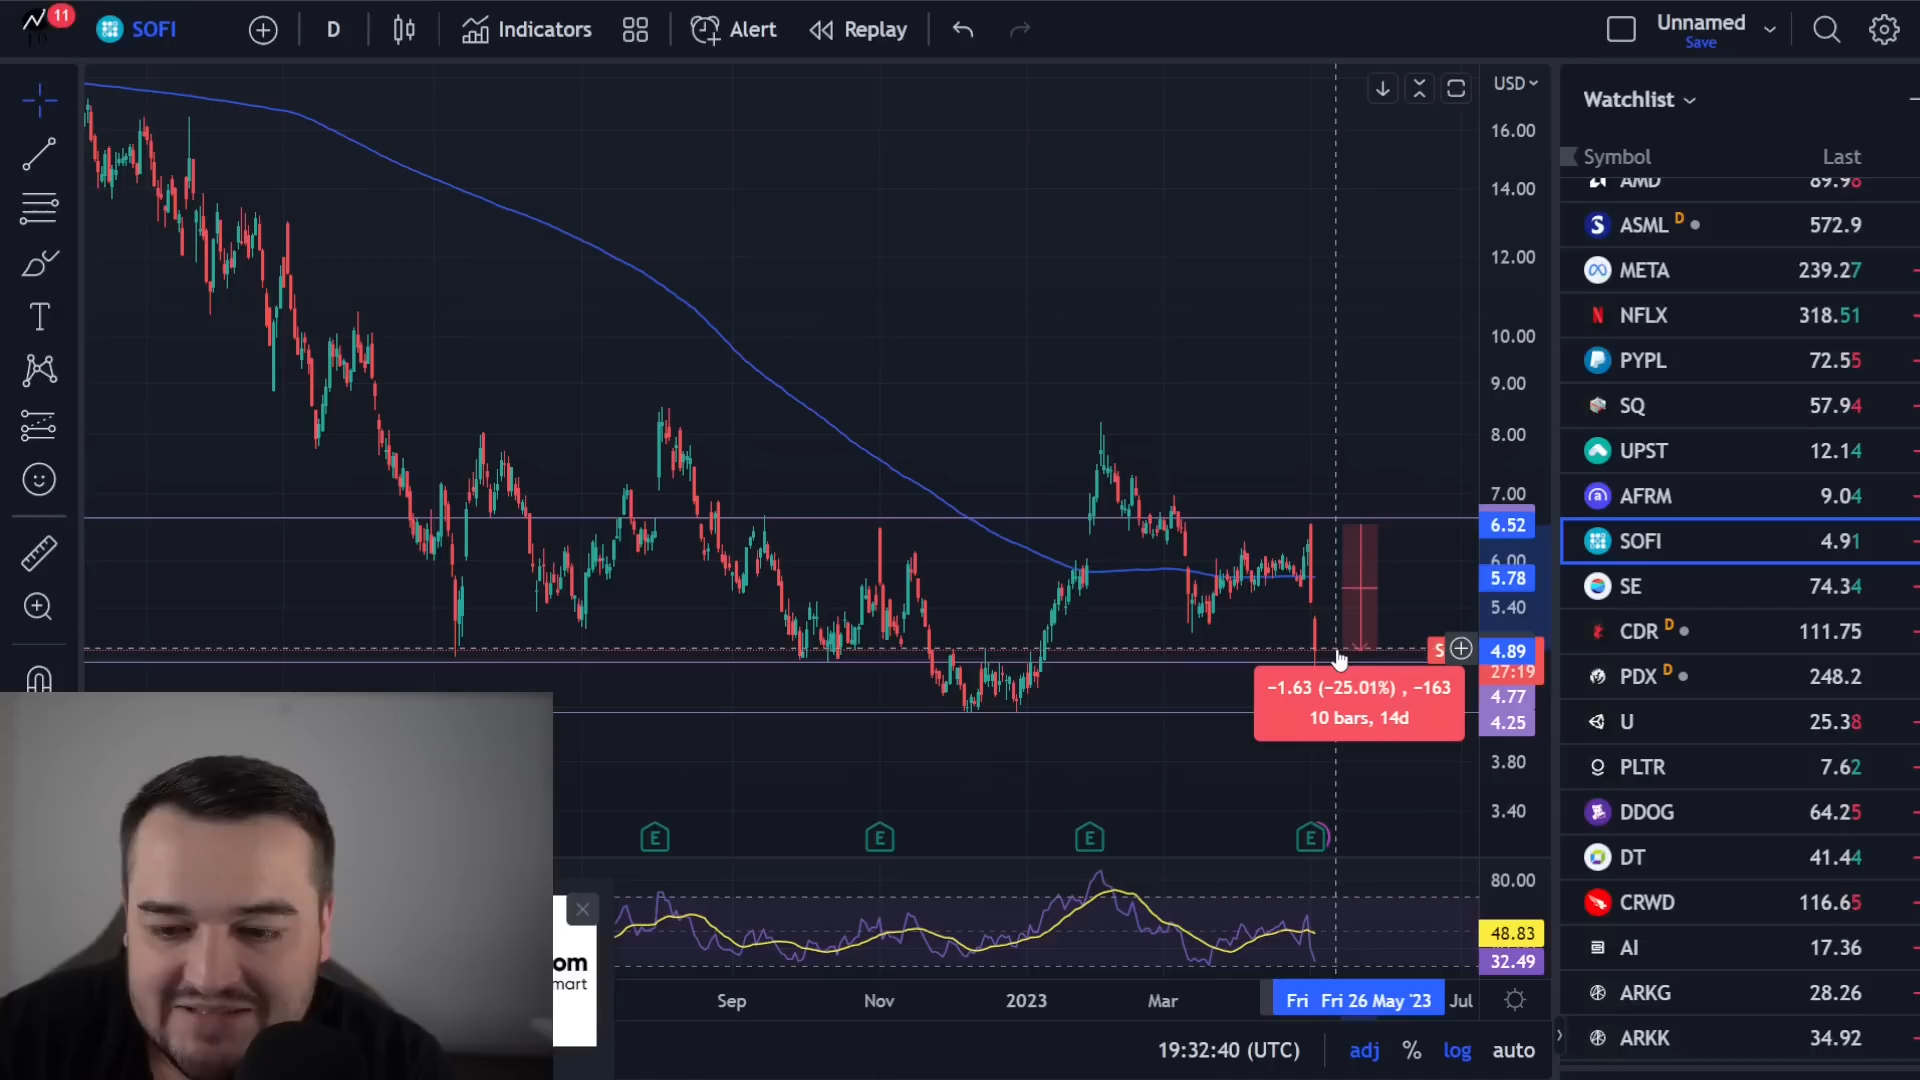 11
SOFI
D
Indicators
Alert
Replay
Unnamed
Save
USD
16.00
14.00
12.00
10.00
9.00
8.00
7.00
6.52
6.00
5.78
5.40
S
4.89
27:19
4.77
4.25
3.80
3.40
−1.63 (−25.01%) , −163
10 bars, 14d
E
E
E
E
80.00
48.83
32.49
Sep
Nov
2023
Mar
Fri
Fri 26 May '23
Jul
19:32:40 (UTC)
adj
%
log
auto
om
mart
Watchlist
Symbol Last
AMD 89.98
ASML D 572.9
META 239.27
NFLX 318.51
PYPL 72.55
SQ 57.94
UPST 12.14
AFRM 9.04
SOFI 4.91
SE 74.34
CDR D 111.75
PDX D 248.2
U 25.38
PLTR 7.62
DDOG 64.25
DT 41.44
CRWD 116.65
AI 17.36
ARKG 28.26
ARKK 34.92